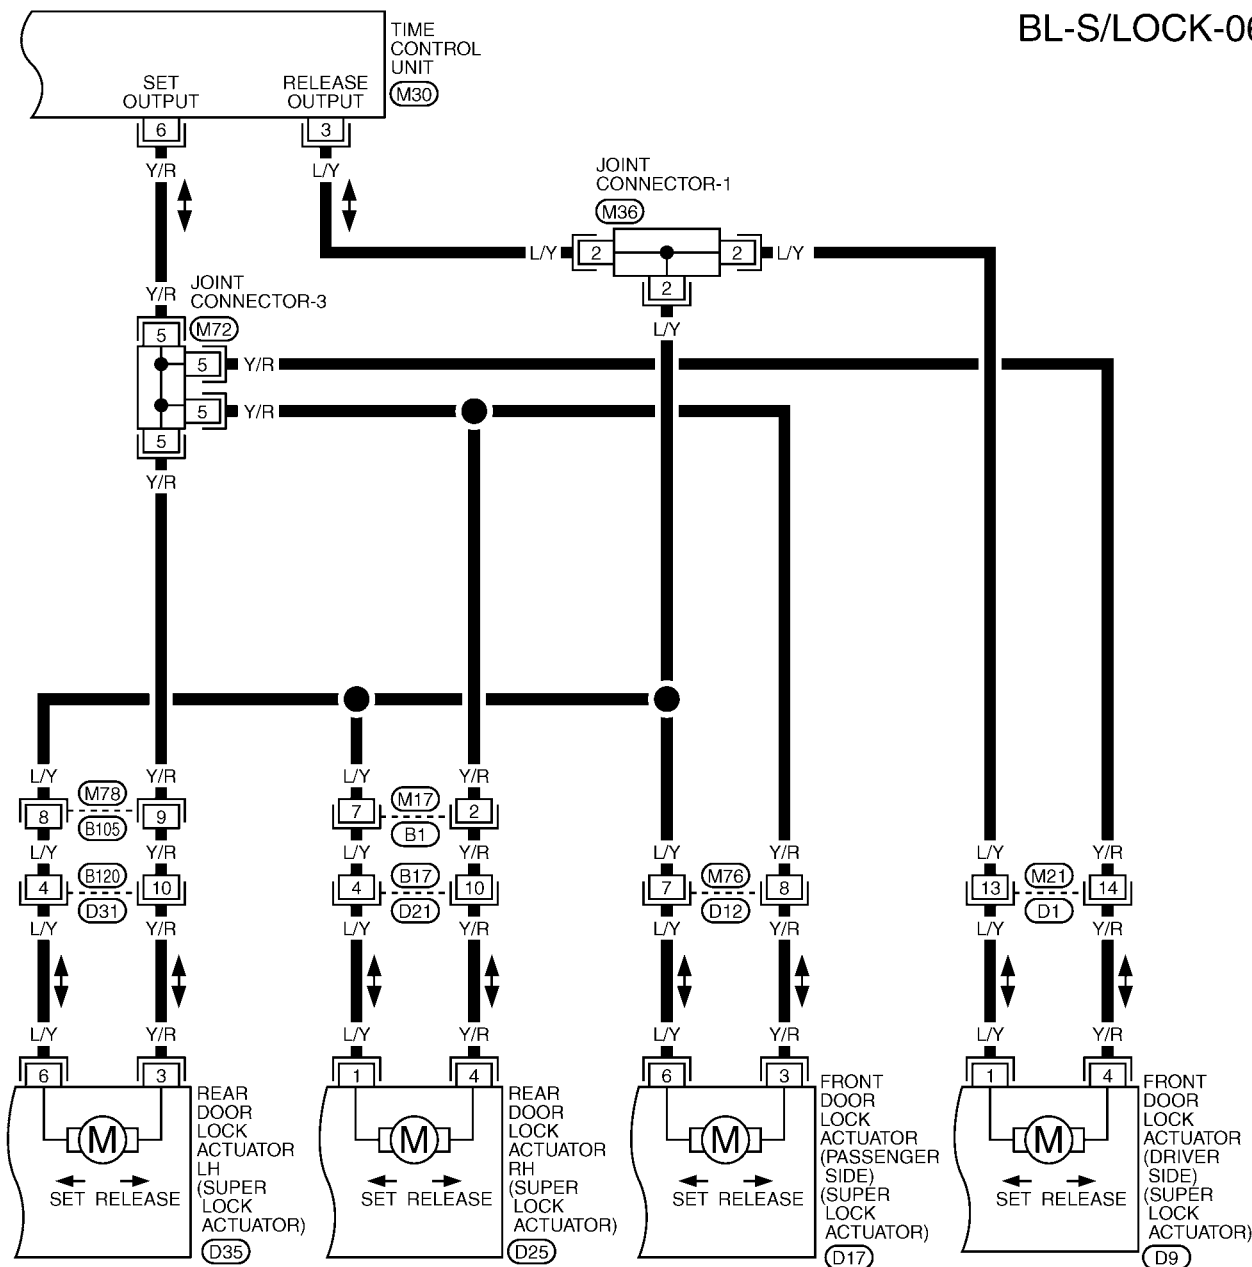 BL-S/LOCK-06
TIME
CONTROL
UNIT
M30
SET
OUTPUT
RELEASE
OUTPUT
6
3
Y/R
L/Y
JOINT
CONNECTOR-1
M36
L/Y
2
2
L/Y
2
L/Y
Y/R
JOINT
CONNECTOR-3
M72
5
5
Y/R
5
Y/R
5
Y/R
L/Y
Y/R
L/Y
Y/R
8
M78
B105
9
7
M17
B1
2
L/Y
Y/R
L/Y
Y/R
L/Y
Y/R
L/Y
Y/R
4
B120
D31
10
4
B17
D21
10
7
M76
D12
8
13
M21
D1
14
L/Y
Y/R
L/Y
Y/R
L/Y
Y/R
L/Y
Y/R
L/Y
Y/R
L/Y
Y/R
L/Y
Y/R
L/Y
Y/R
6
3
1
4
6
3
1
4
M
SET RELEASE
REAR
DOOR
LOCK
ACTUATOR
LH
(SUPER
LOCK
ACTUATOR)
D35
M
SET RELEASE
REAR
DOOR
LOCK
ACTUATOR
RH
(SUPER
LOCK
ACTUATOR)
D25
M
SET RELEASE
FRONT
DOOR
LOCK
ACTUATOR
(PASSENGER
SIDE)
(SUPER
LOCK
ACTUATOR)
D17
M
SET RELEASE
FRONT
DOOR
LOCK
ACTUATOR
(DRIVER
SIDE)
(SUPER
LOCK
ACTUATOR)
D9